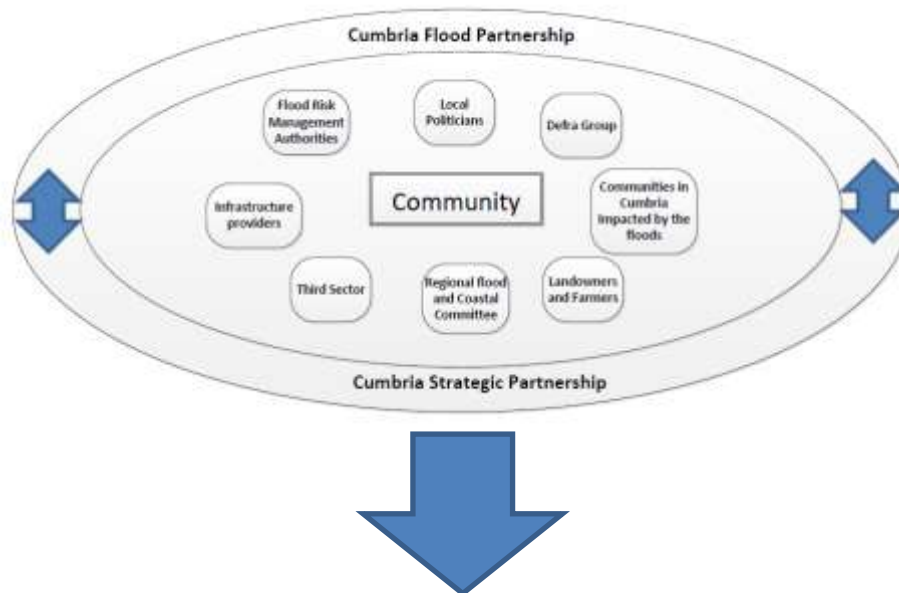 Cumbria Flood Partnership
Flood Risk
Management
Authorities
Local
Politicians
Defra Group
Infrastructure
providers
Community
Communities in
Cumbria
Impacted by the
floods
Third Sector
Regional flood
and Coastal
Committee
Landowners
and Farmers
Cumbria Strategic Partnership